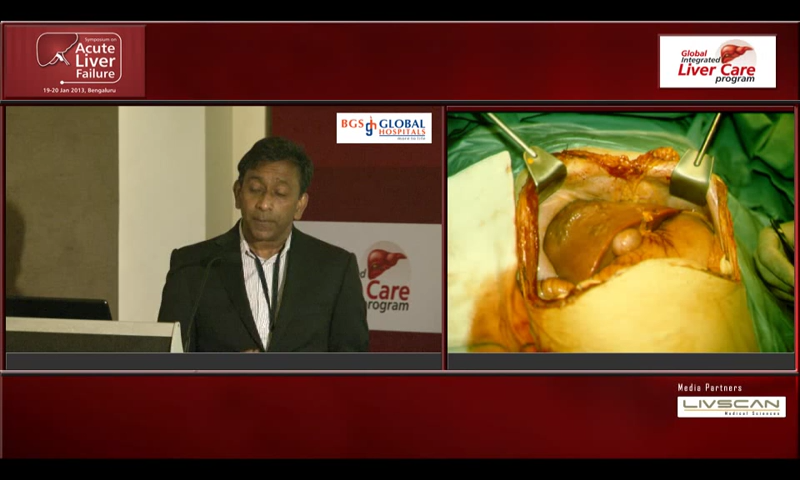 Symposium on
Acute
Liver
Failure
19-20 Jan 2013, Bengaluru
Global
Integrated
Liver Care
program
BGS GLOBAL
HOSPITALS
Care
program
Media Partners
LIVSCAN
Medical Sciences